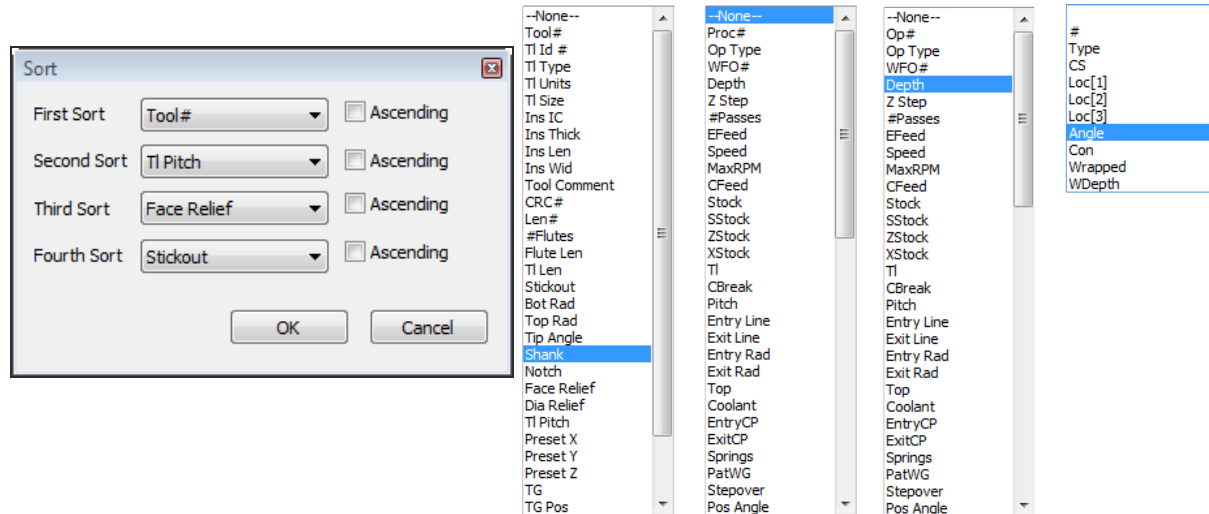 Sort
First Sort Tool# Ascending
Second Sort Tl Pitch Ascending
Third Sort Face Relief Ascending
Fourth Sort Stickout Ascending
OK Cancel
--None--
Tool#
Tl Id #
Tl Type
Tl Units
Tl Size
Ins IC
Ins Thick
Ins Len
Ins Wid
Tool Comment
CRC#
Len#
#Flutes
Flute Len
Tl Len
Stickout
Bot Rad
Top Rad
Tip Angle
Shank
Notch
Face Relief
Dia Relief
Tl Pitch
Preset X
Preset Y
Preset Z
TG
TG Pos
--None--
Proc#
Op Type
WFO#
Depth
Z Step
#Passes
EFeed
Speed
MaxRPM
CFeed
Stock
SStock
ZStock
XStock
Tl
CBreak
Pitch
Entry Line
Exit Line
Entry Rad
Exit Rad
Top
Coolant
EntryCP
ExitCP
Springs
PatWG
Stepover
Pos Angle
--None--
Op#
Op Type
WFO#
Depth
Z Step
#Passes
EFeed
Speed
MaxRPM
CFeed
Stock
SStock
ZStock
XStock
Tl
CBreak
Pitch
Entry Line
Exit Line
Entry Rad
Exit Rad
Top
Coolant
EntryCP
ExitCP
Springs
PatWG
Stepover
Pos Angle
#
Type
CS
Loc[1]
Loc[2]
Loc[3]
Angle
Con
Wrapped
WDepth